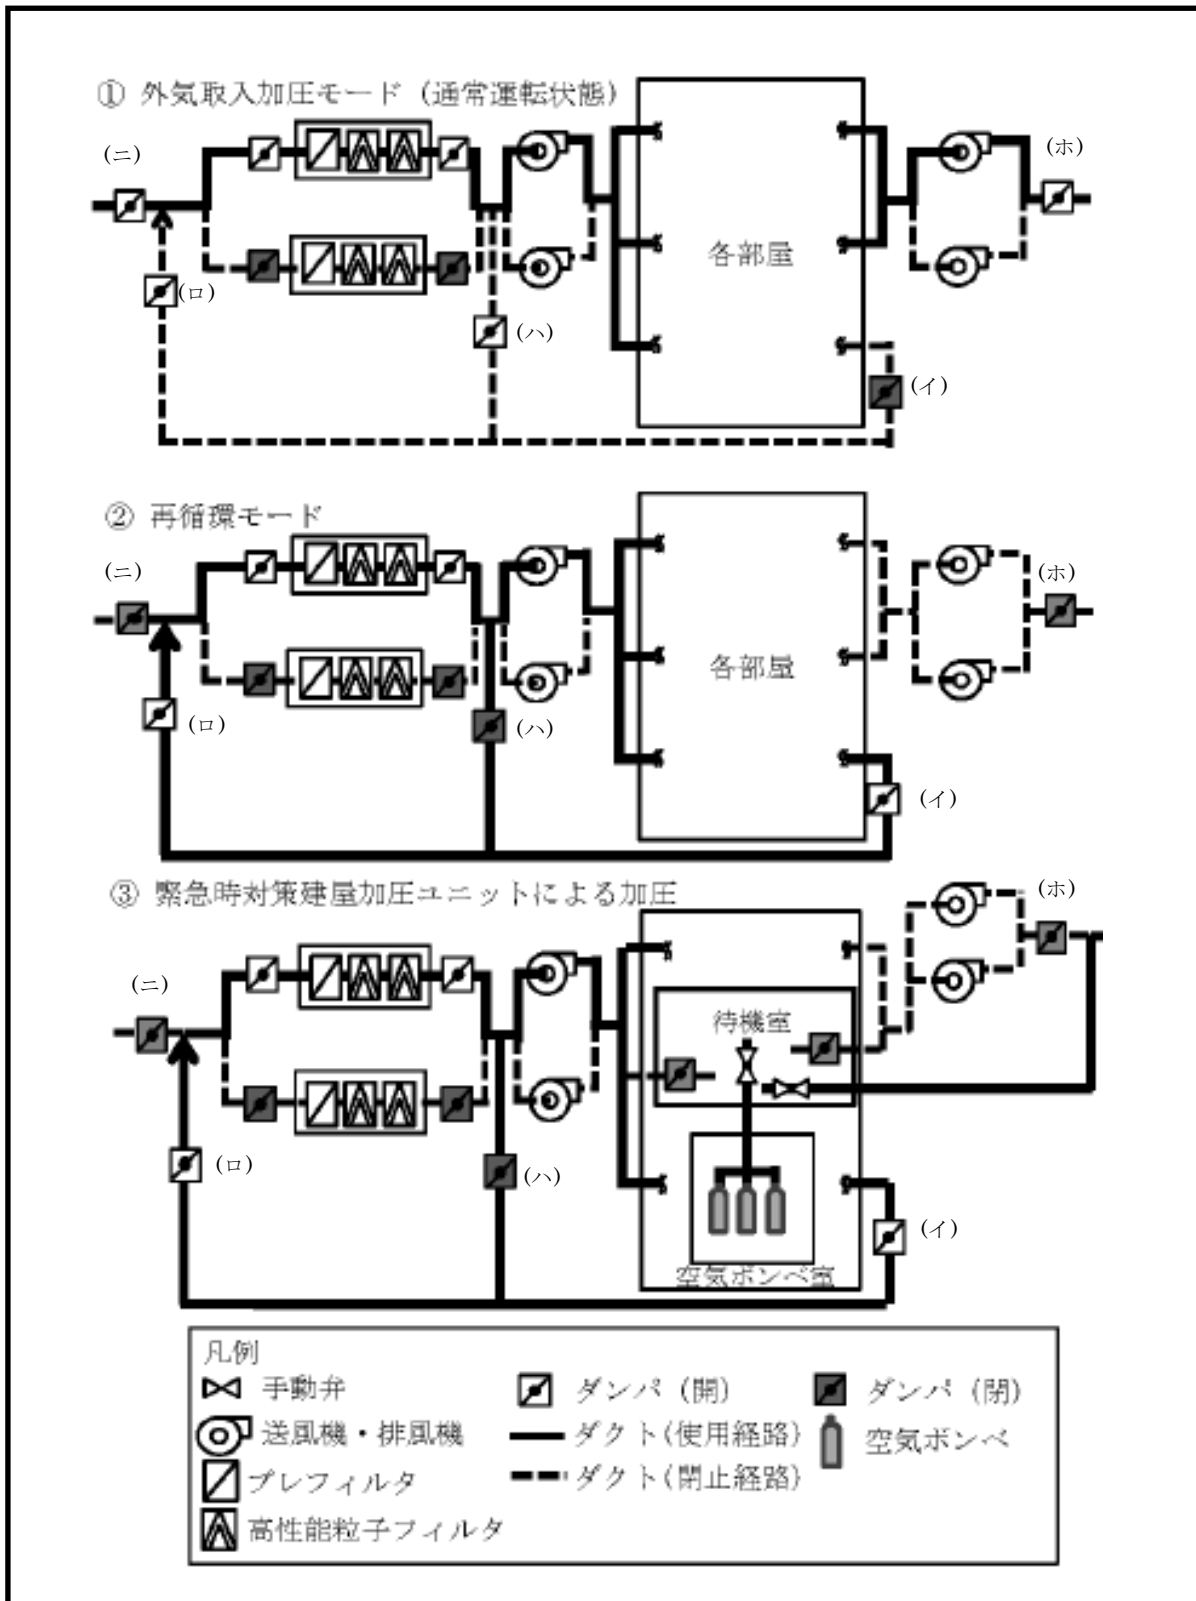 ① 外気取入加圧モード (通常運転状態)
(ニ)
(ホ)
各部屋
(ロ)
(ハ)
(イ)
② 再循環モード
(ニ)
(ホ)
各部屋
(ロ)
(ハ)
(イ)
③ 緊急時対策建屋加圧ユニットによる加圧
(ホ)
(ニ)
待機室
(ロ)
(ハ)
(イ)
空気ボンベ室
凡例
手動弁
ダンパ (開)
ダンパ (閉)
送風機・排風機
ダクト(使用経路)
空気ボンベ
プレフィルタ
ダクト(閉止経路)
高性能粒子フィルタ